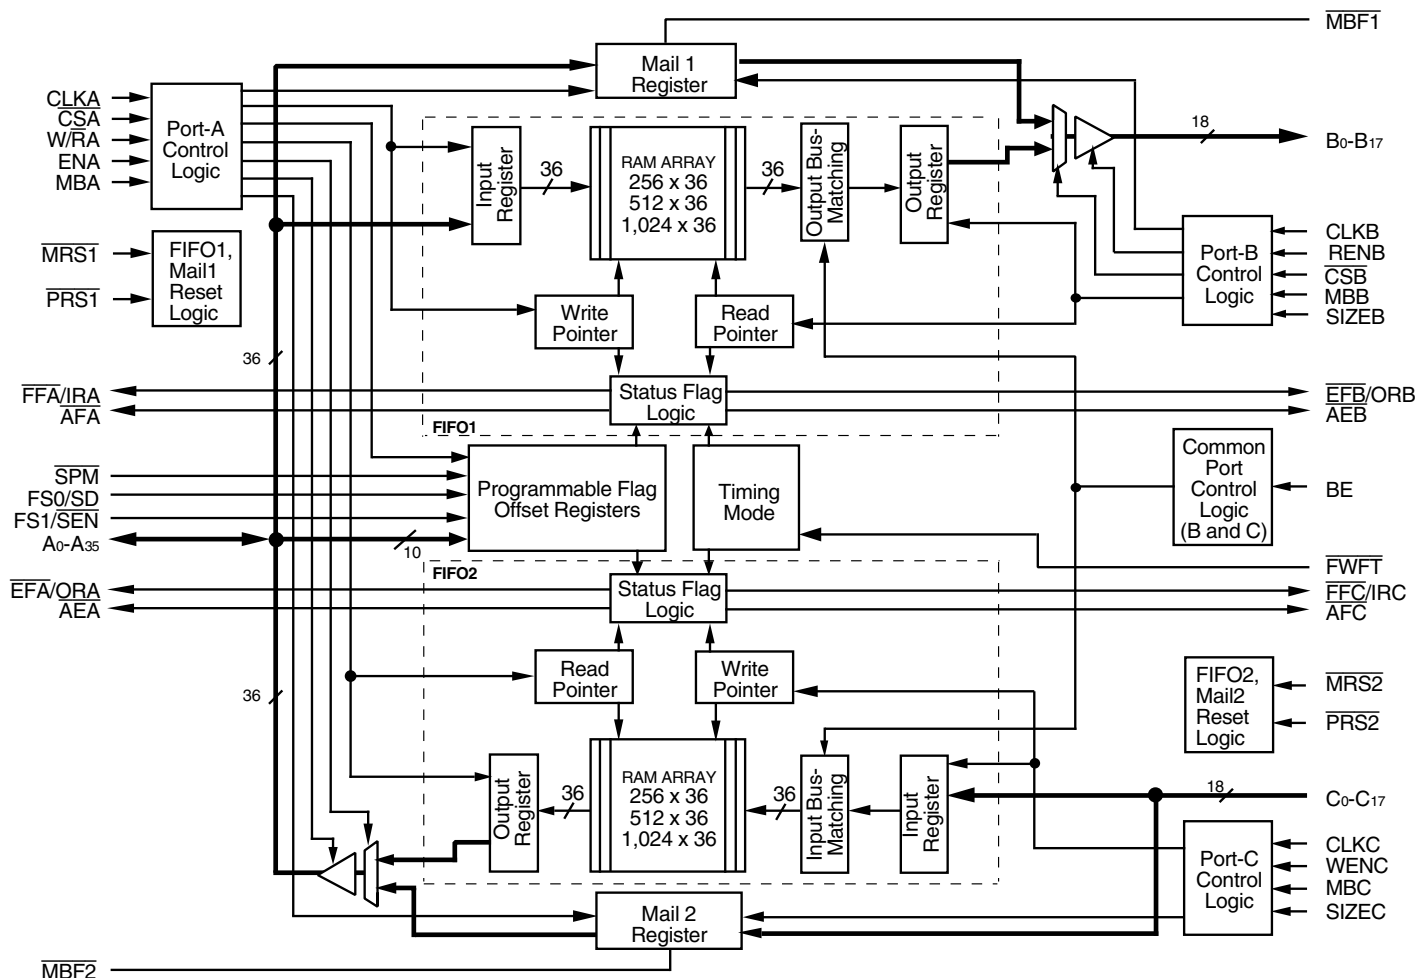 MBF1
Mail 1
Register
CLKA
CSA
W/RA
ENA
MBA
Port-A
Control
Logic
18
B0-B17
Input
Register
36
RAM ARRAY
256 x 36
512 x 36
1,024 x 36
36
Output Bus-
Matching
Output
Register
MRS1
PRS1
FIFO1,
Mail1
Reset
Logic
Port-B
Control
Logic
CLKB
RENB
CSB
MBB
SIZEB
Write
Pointer
Read
Pointer
36
FFA/IRA
AFA
Status Flag
Logic
EFB/ORB
AEB
FIFO1
SPM
FS0/SD
FS1/SEN
A0-A35
10
Programmable Flag
Offset Registers
Timing
Mode
Common
Port
Control
Logic
(B and C)
BE
FWFT
FIFO2
EFA/ORA
AEA
Status Flag
Logic
FFC/IRC
AFC
36
Read
Pointer
Write
Pointer
FIFO2,
Mail2
Reset
Logic
MRS2
PRS2
Output
Register
36
RAM ARRAY
256 x 36
512 x 36
1,024 x 36
36
Input Bus-
Matching
Input
Register
18
C0-C17
Port-C
Control
Logic
CLKC
WENC
MBC
SIZEC
Mail 2
Register
MBF2